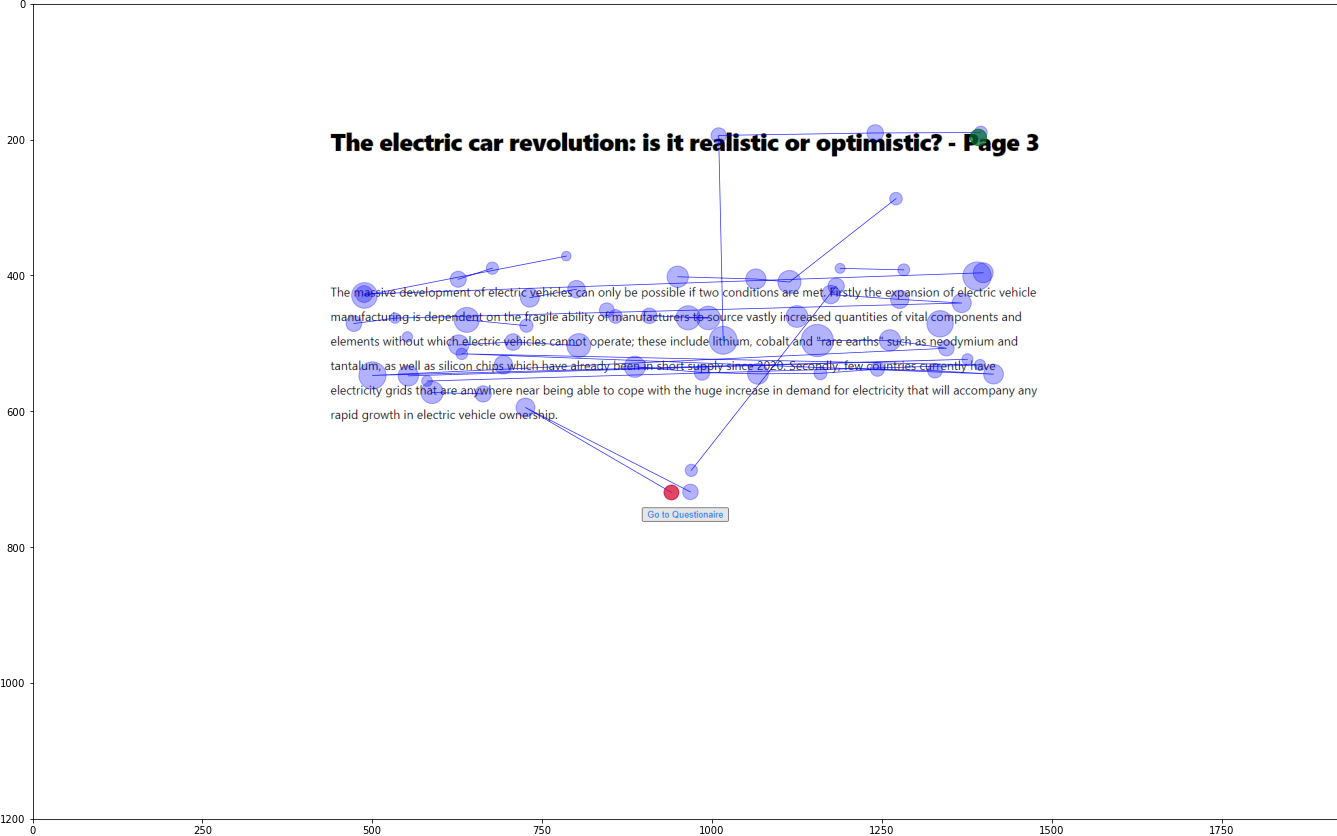 The electric car revolution: is it realistic or optimistic? - Page 3
The massive development of electric vehicles can only be possible if two conditions are met. Firstly the expansion of electric vehicle
manufacturing is dependent on the fragile ability of manufacturers to source vastly increased quantities of vital components and
elements without which electric vehicles cannot operate; these include lithium, cobalt and "rare earths" such as neodymium and
tantalum, as well as silicon chips which have already been in short supply since 2020. Secondly, few countries currently have
electricity grids that are anywhere near being able to cope with the huge increase in demand for electricity that will accompany any
rapid growth in electric vehicle ownership.
Go to Questionaire
0
200
400
600
800
1000
1200
0 250 500 750 1000 1250 1500 1750